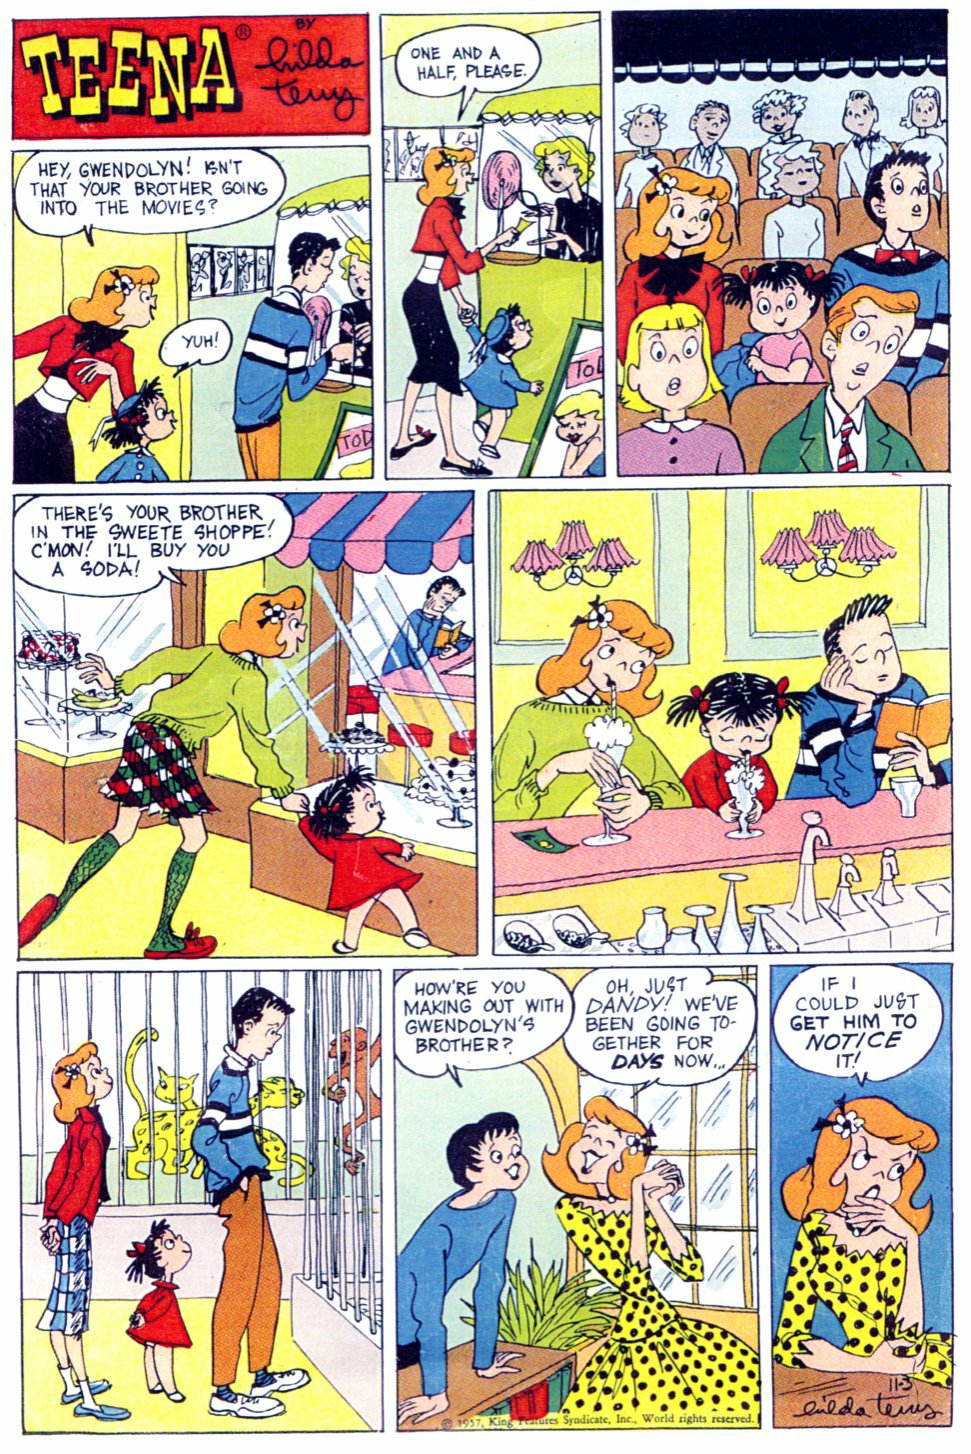 TEENA®
BY
hilda
terry
HEY, GWENDOLYN! ISN'T
THAT YOUR BROTHER GOING
INTO THE MOVIES?
YUH!
TOD
ONE AND A
HALF, PLEASE.
TOD
THERE'S YOUR BROTHER
IN THE SWEETE SHOPPE!
C'MON! I'LL BUY YOU
A SODA!
HOW'RE YOU
MAKING OUT WITH
GWENDOLYN'S
BROTHER?
OH, JUST
DANDY! WE'VE
BEEN GOING TO-
GETHER FOR
DAYS NOW...
© 1957, King Features Syndicate, Inc., World rights reserved.
IF I
COULD JUST
GET HIM TO
NOTICE
IT!
11-3
hilda terry